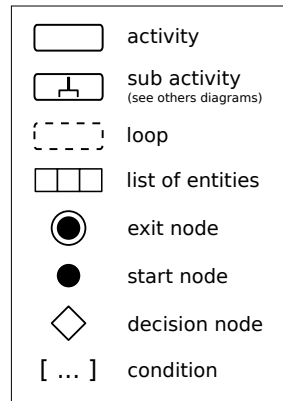 activity
sub activity
(see others diagrams)
loop
list of entities
exit node
start node
decision node
[ ... ] condition